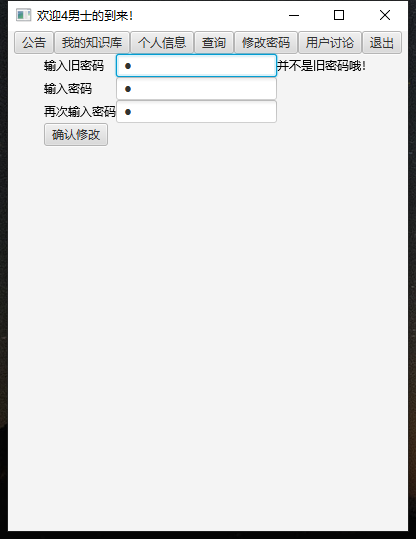 欢迎4男士的到来!
公告 我的知识库 个人信息 查询 修改密码 用户讨论 退出
输入旧密码 ● 并不是旧密码哦!
输入密码 ●
再次输入密码 ●
确认修改